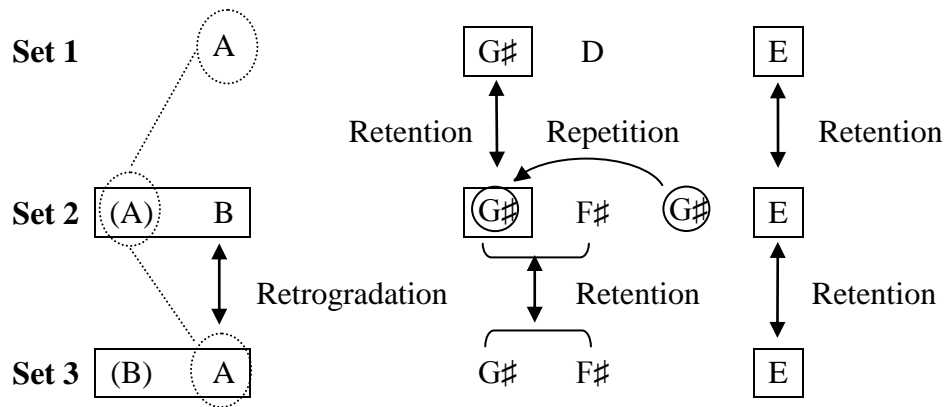 Set 1 A G♯ D E
Retention Repetition Retention
Set 2 (A) B G♯ F♯ G♯ E
Retrogradation Retention Retention
Set 3 (B) A G♯ F♯ E